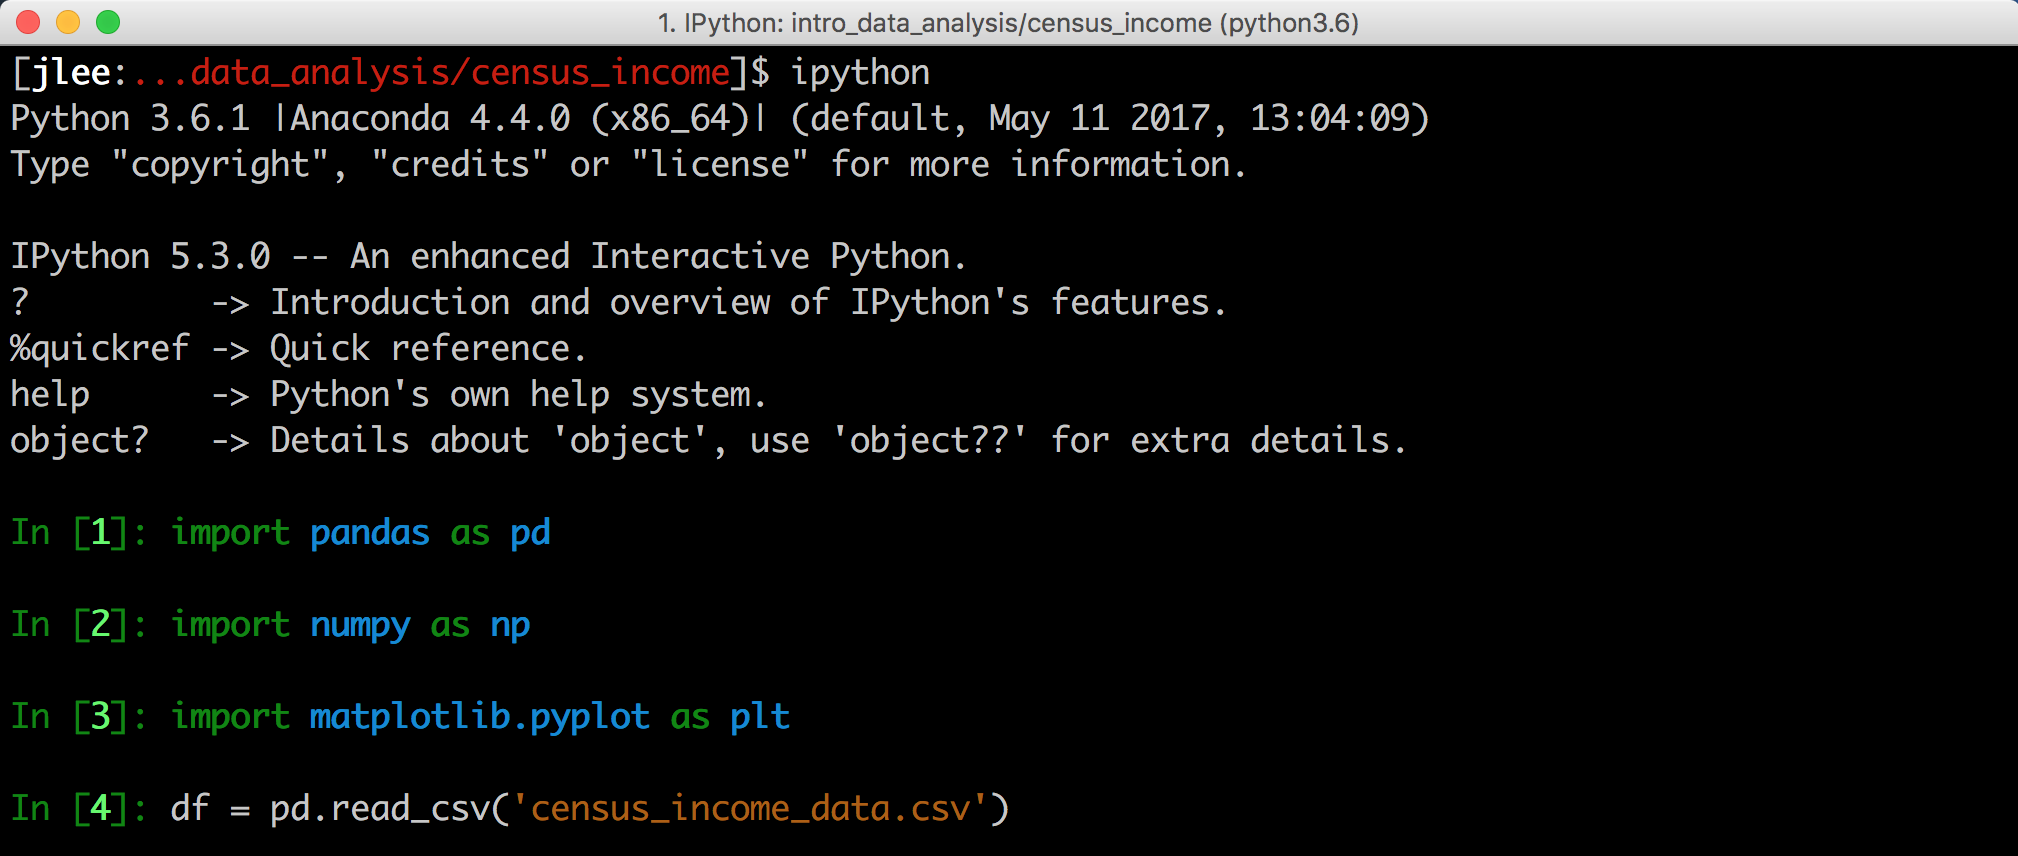 1. IPython: intro_data_analysis/census_income (python3.6)
[jlee:...data_analysis/census_income]$ ipython
Python 3.6.1 |Anaconda 4.4.0 (x86_64)| (default, May 11 2017, 13:04:09)
Type "copyright", "credits" or "license" for more information.
IPython 5.3.0 -- An enhanced Interactive Python.
?         -> Introduction and overview of IPython's features.
%quickref -> Quick reference.
help      -> Python's own help system.
object?   -> Details about 'object', use 'object??' for extra details.
In [1]: import pandas as pd
In [2]: import numpy as np
In [3]: import matplotlib.pyplot as plt
In [4]: df = pd.read_csv('census_income_data.csv')